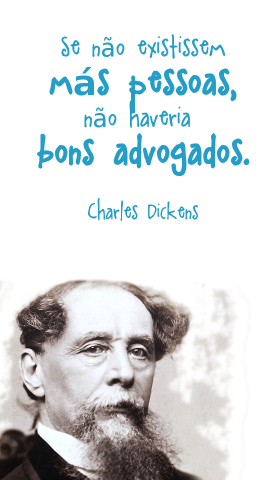 Se não existissem
más pessoas,
não haveria
bons advogados.
Charles Dickens